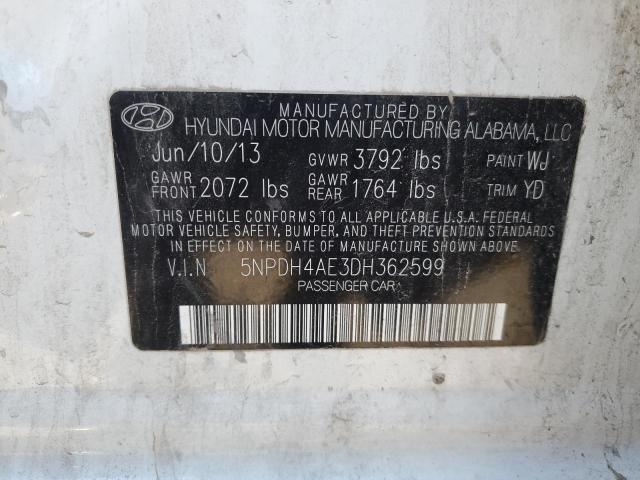 MANUFACTURED BY
HYUNDAI MOTOR MANUFACTURING ALABAMA, LLC
Jun/10/13 GVWR 3792 lbs PAINT WJ
GAWR FRONT 2072 lbs GAWR REAR 1764 lbs TRIM YD
THIS VEHICLE CONFORMS TO ALL APPLICABLE U.S.A. FEDERAL
MOTOR VEHICLE SAFETY, BUMPER, AND THEFT PREVENTION
STANDARDS IN EFFECT ON THE DATE OF MANUFACTURE SHOWN ABOVE.
V.I.N 5NPDH4AE3DH362599
PASSENGER CAR